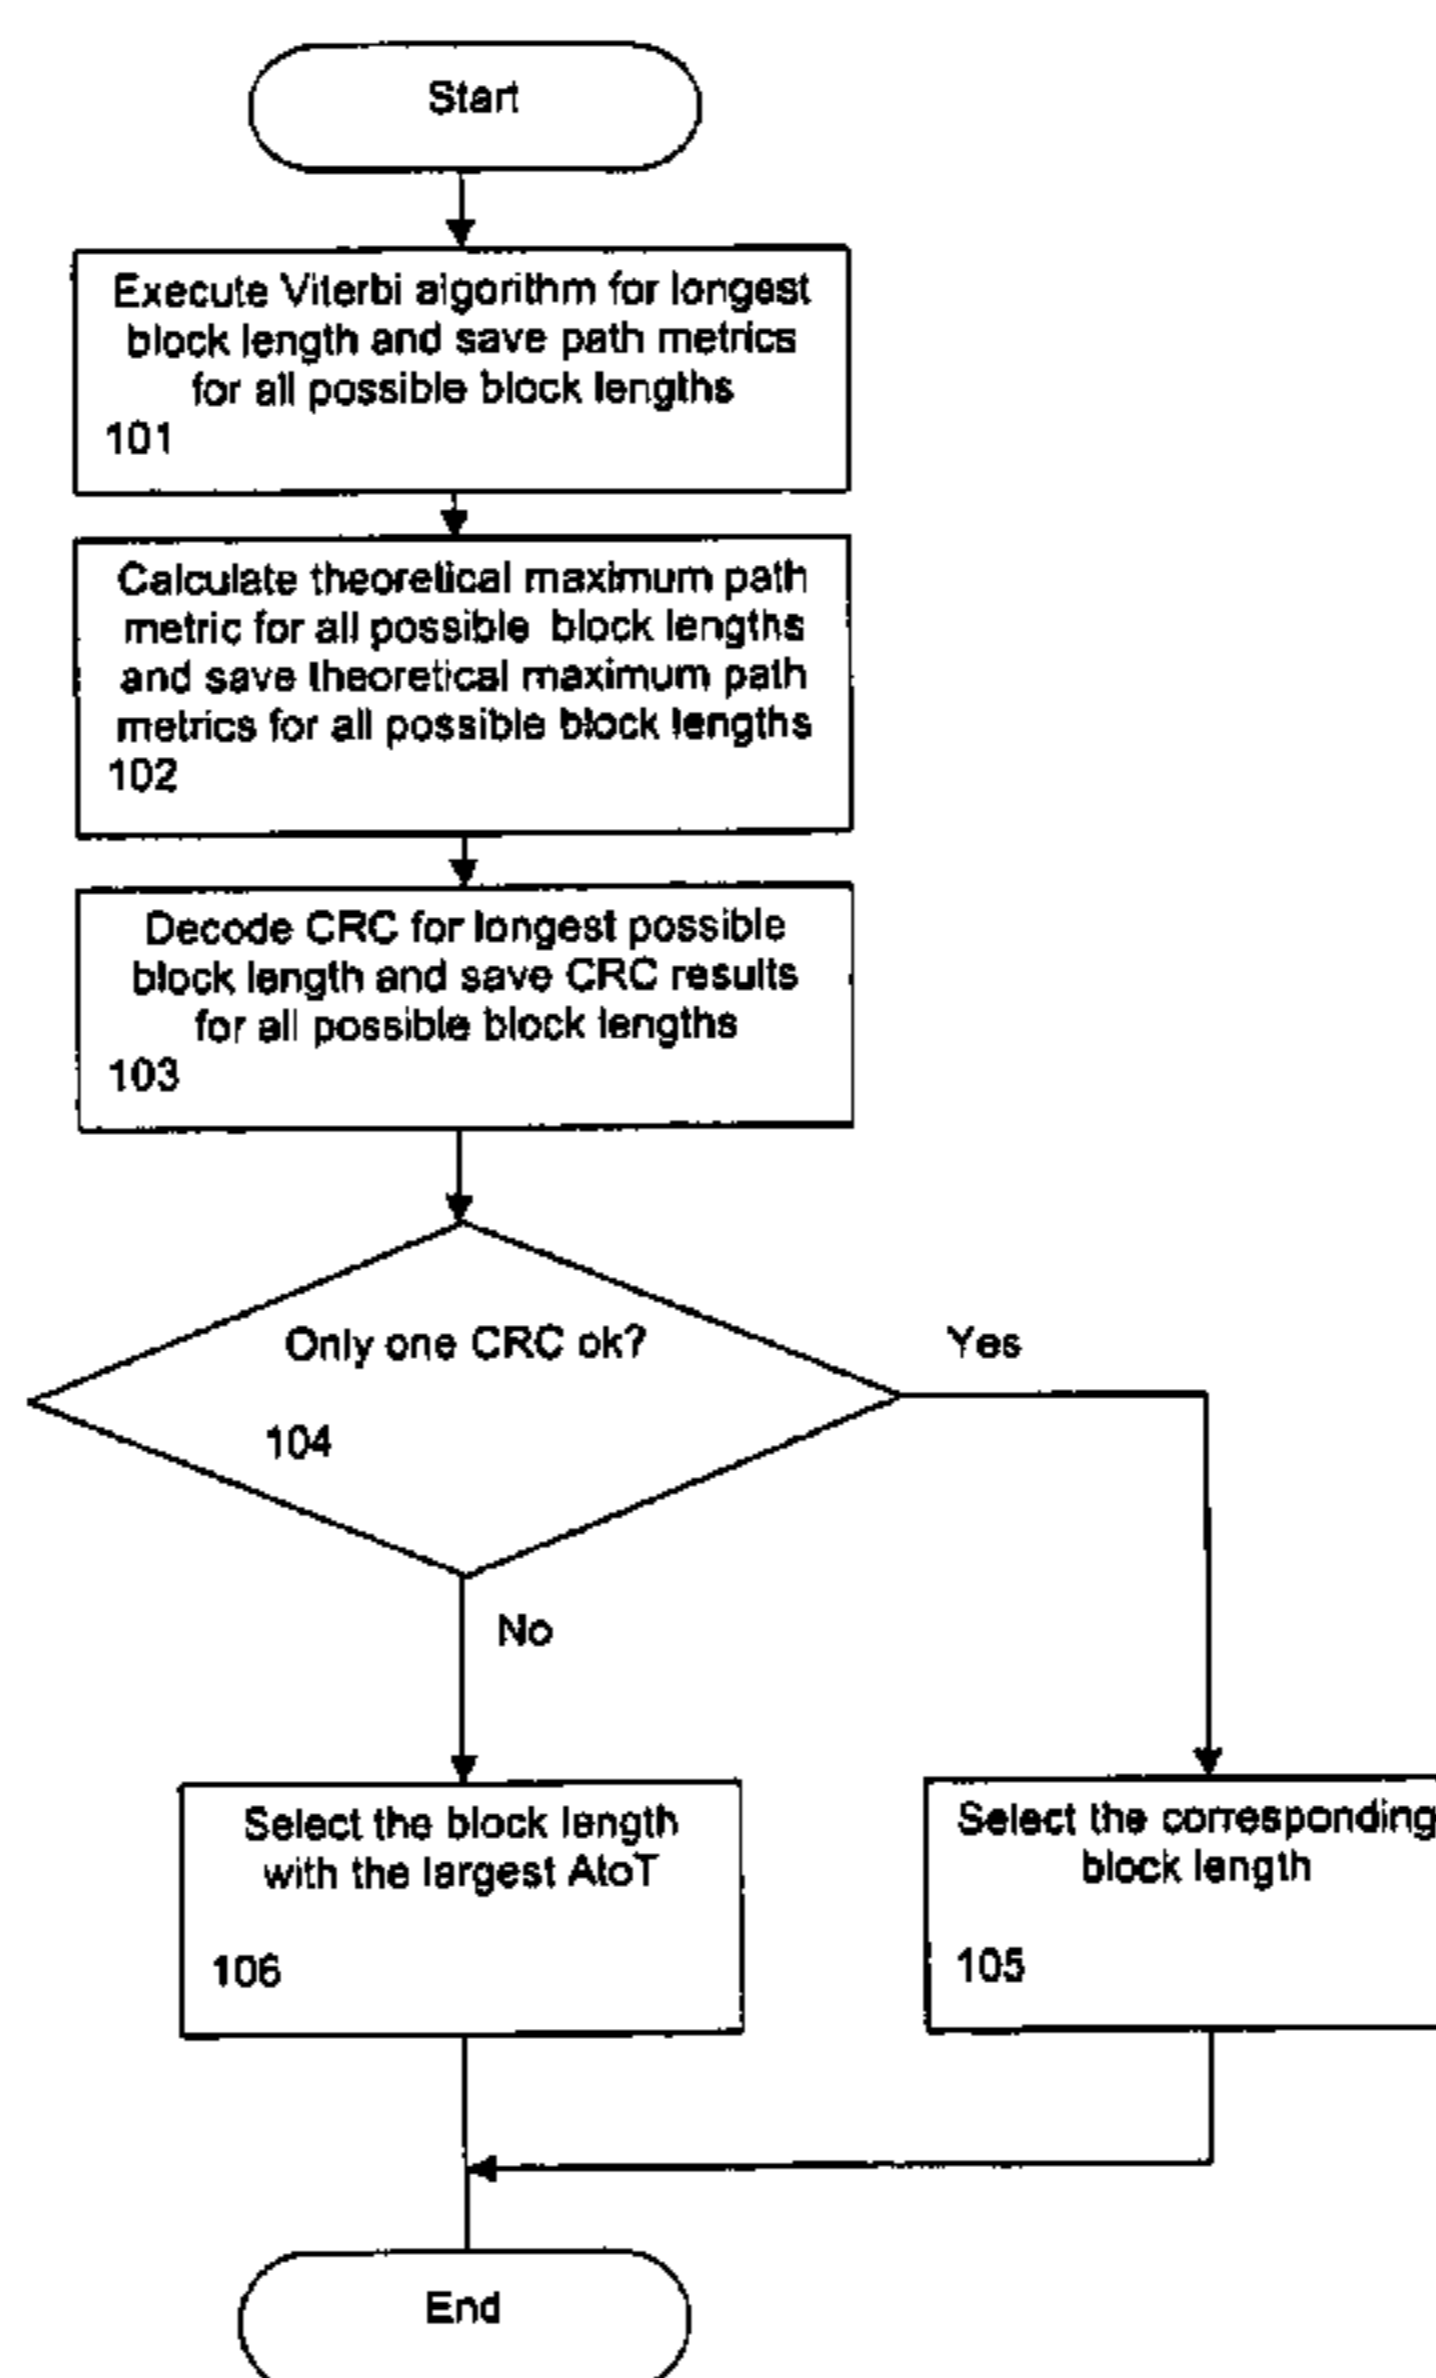 Start
Execute Viterbi algorithm for longest
block length and save path metrics
for all possible block lengths
101
Calculate theoretical maximum path
metric for all possible block lengths
and save theoretical maximum path
metrics for all possible block lengths
102
Decode CRC for longest possible
block length and save CRC results
for all possible block lengths
103
Only one CRC ok?
104
Yes
No
Select the block length
with the largest AtoT
106
Select the corresponding
block length
105
End